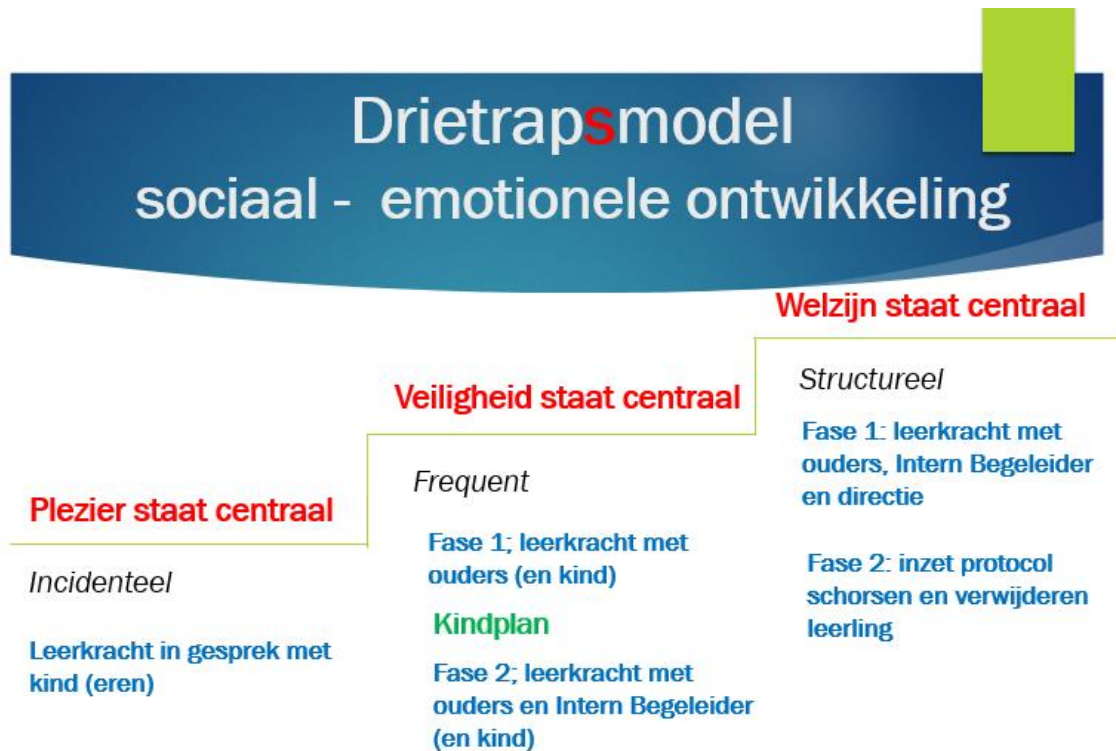 Drietrapsmodel
sociaal - emotionele ontwikkeling
Plezier staat centraal
Incidenteel
Leerkracht in gesprek met
kind (eren)
Veiligheid staat centraal
Frequent
Fase 1; leerkracht met
ouders (en kind)
Kindplan
Fase 2; leerkracht met
ouders en Intern Begeleider
(en kind)
Welzijn staat centraal
Structureel
Fase 1: leerkracht met
ouders, Intern Begeleider
en directie
Fase 2: inzet protocol
schorsen en verwijderen
leerling